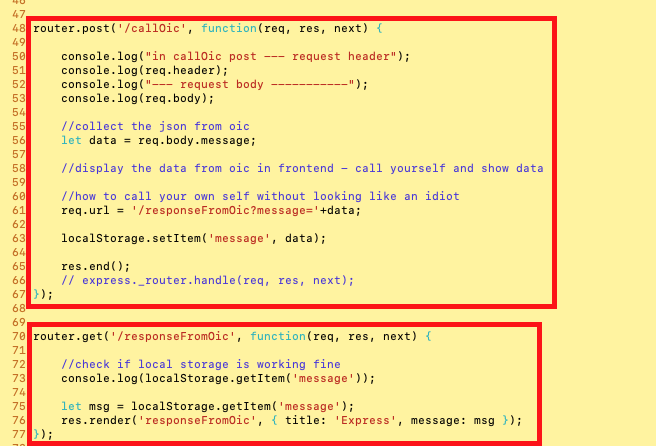 46
47
48 router.post('/callOic', function(req, res, next) {
49
50 console.log("in callOic post --- request header");
51 console.log(req.header);
52 console.log("--- request body -----------");
53 console.log(req.body);
54
55 //collect the json from oic
56 let data = req.body.message;
57
58 //display the data from oic in frontend - call yourself and show data
59
60 //how to call your own self without looking like an idiot
61 req.url = '/responseFromOic?message='+data;
62
63 localStorage.setItem('message', data);
64
65 res.end();
66 // express._router.handle(req, res, next);
67 });
68
69
70 router.get('/responseFromOic', function(req, res, next) {
71
72 //check if local storage is working fine
73 console.log(localStorage.getItem('message'));
74
75 let msg = localStorage.getItem('message');
76 res.render('responseFromOic', { title: 'Express', message: msg });
77 });